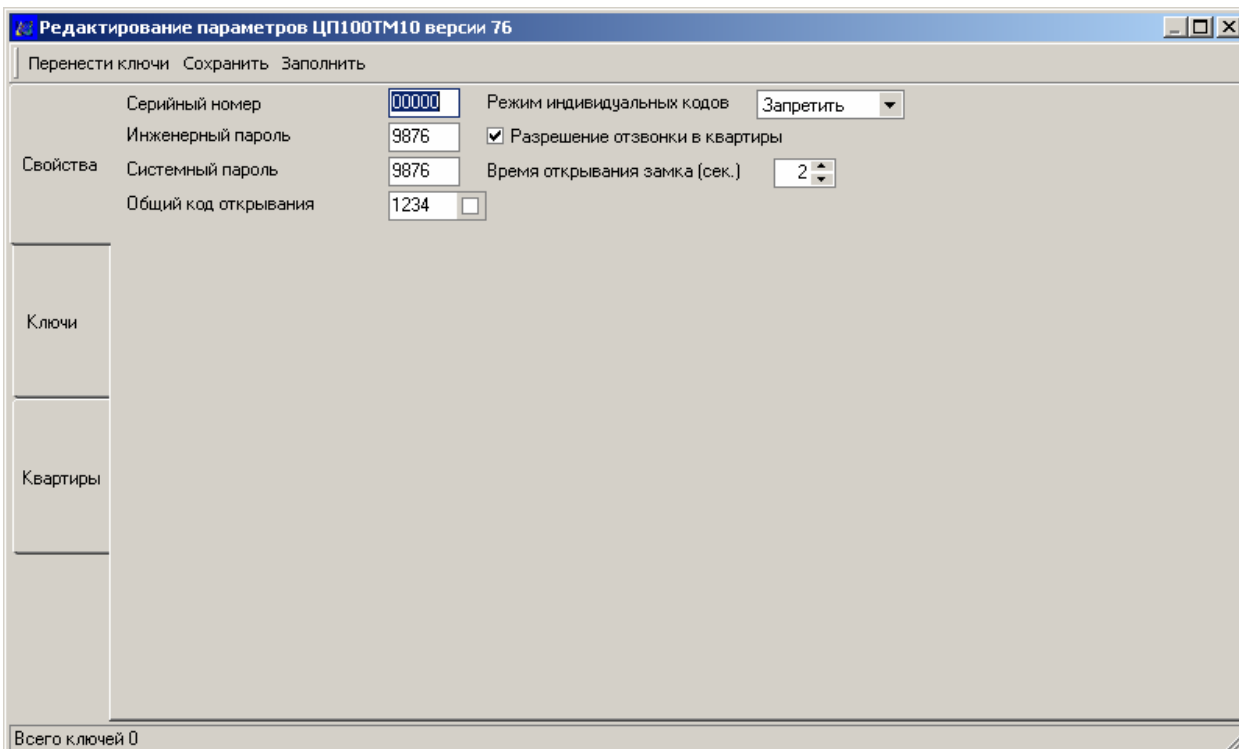 Редактирование параметров ЦП100ТМ10 версии 76
Перенести ключи Сохранить Заполнить
Свойства
Ключи
Квартиры
Серийный номер 00000
Инженерный пароль 9876
Системный пароль 9876
Общий код открывания 1234
Режим индивидуальных кодов Запретить
Разрешение отзвонки в квартиры
Время открывания замка (сек.) 2
Всего ключей 0